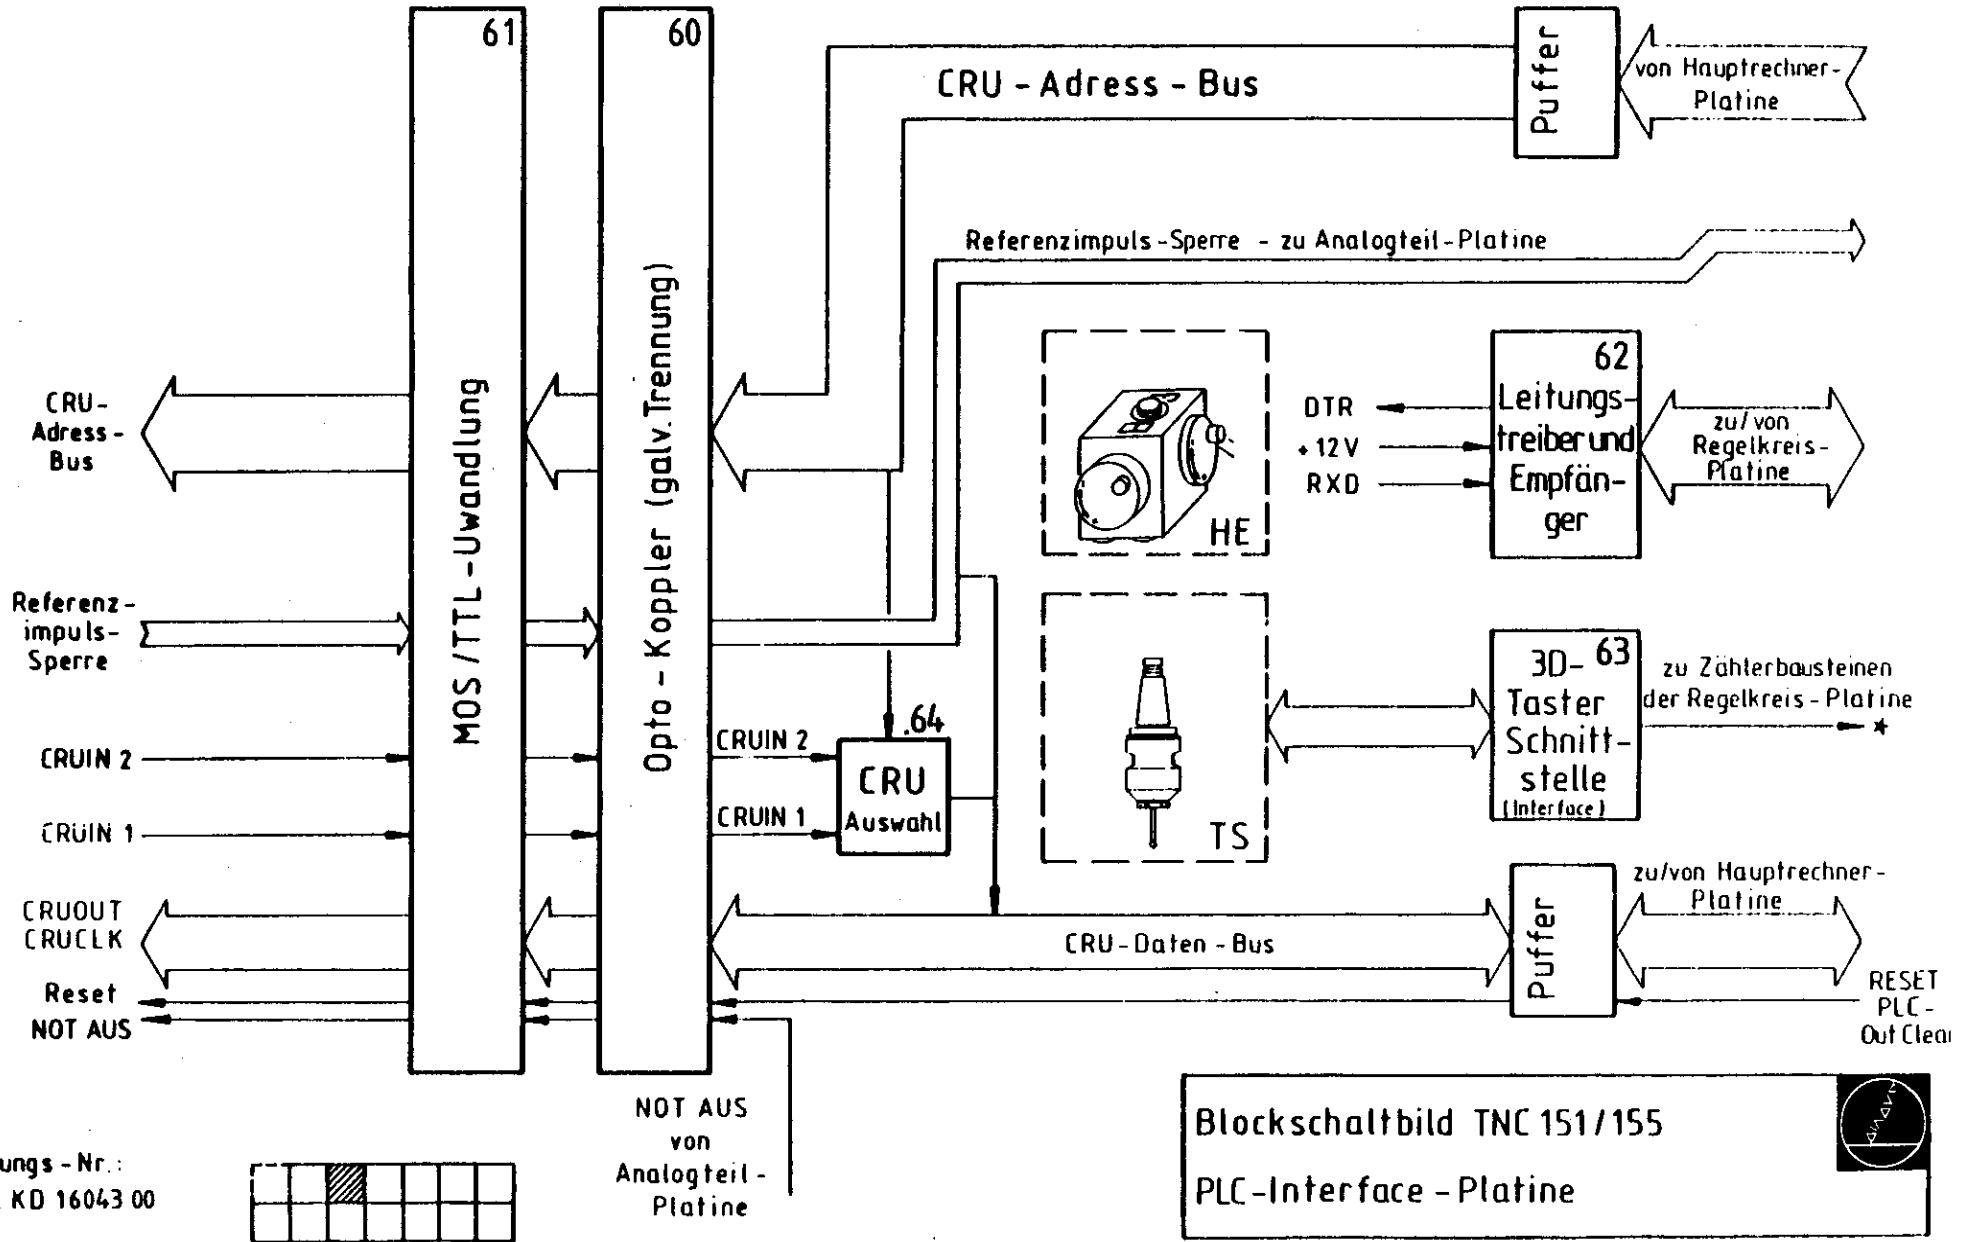 61
60
CRU - Adress - Bus
Puffer
von Hauptrechner-
Platine
Referenzimpuls-Sperre - zu Analogteil-Platine
MOS/TTL-Uwandlung
Opto - Koppler (galv. Trennung)
CRU-
Adress-
Bus
HE
DTR
+12V
RXD
62
Leitungs-
treiber und
Empfän-
ger
zu/von
Regelkreis-
Platine
Referenz-
impuls-
Sperre
TS
63
3D-
Taster
Schnitt-
stelle
(Interface)
zu Zählerbausteinen
der Regelkreis-Platine
*
CRUIN 2
CRUIN 1
CRUIN 2
CRUIN 1
.64
CRU
Auswahl
CRUOUT
CRUCLK
Reset
NOT AUS
CRU-Daten-Bus
Puffer
zu/von Hauptrechner-
Platine
RESET
PLC-
Out Clear
NOT AUS
von
Analogteil-
Platine
ungs-Nr.:
KD 16043 00
Blockschaltbild TNC 151/155
PLC-Interface-Platine